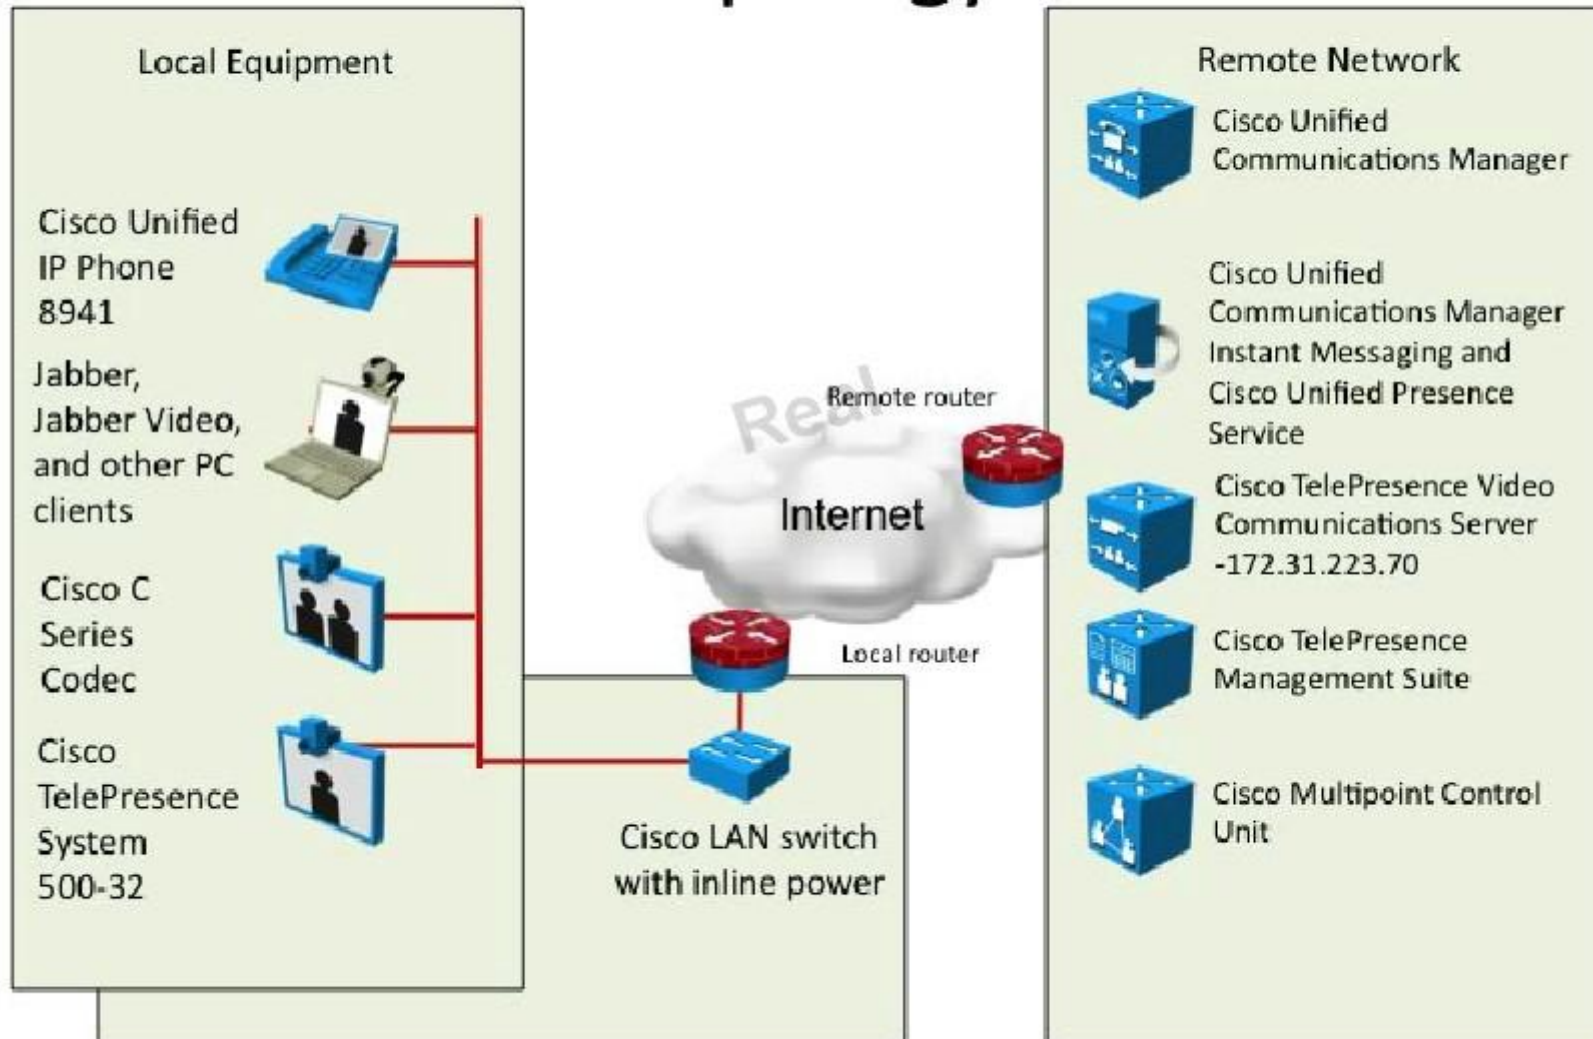 Local Equipment
Cisco Unified
IP Phone
8941
Jabber,
Jabber Video,
and other PC
clients
Cisco C
Series
Codec
Cisco
TelePresence
System
500-32
Real
Remote router
Internet
Local router
Cisco LAN switch
with inline power
Remote Network
Cisco Unified
Communications Manager
Cisco Unified
Communications Manager
Instant Messaging and
Cisco Unified Presence
Service
Cisco TelePresence Video
Communications Server
-172.31.223.70
Cisco TelePresence
Management Suite
Cisco Multipoint Control
Unit